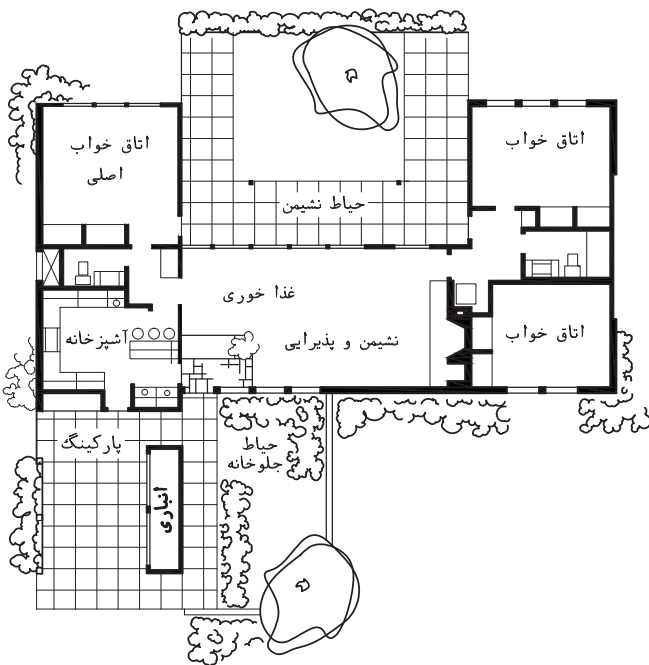 اتاق خواب
اصلی
اتاق خواب
حیاط نشیمن
غذا خوری
نشیمن و پذیرایی
آشپزخانه
اتاق خواب
پارکینگ
حیاط
جلوخانه
انباری